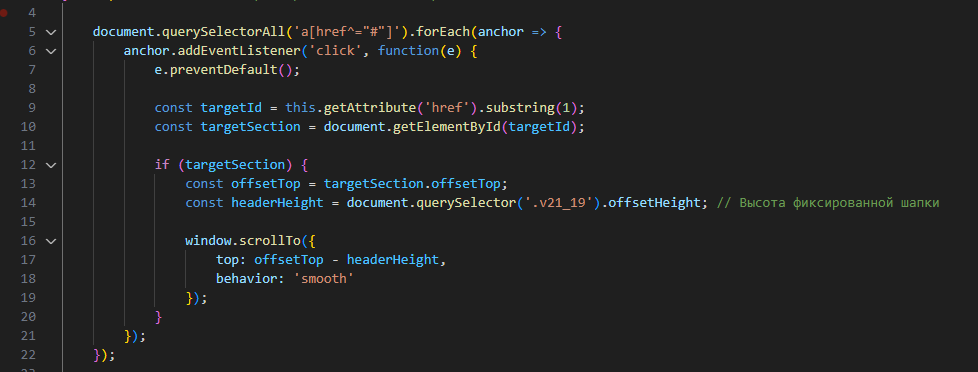 4
5 document.querySelectorAll('a[href^="#"]').forEach(anchor => {
6 anchor.addEventListener('click', function(e) {
7 e.preventDefault();
8
9 const targetId = this.getAttribute('href').substring(1);
10 const targetSection = document.getElementById(targetId);
11
12 if (targetSection) {
13 const offsetTop = targetSection.offsetTop;
14 const headerHeight = document.querySelector('.v21_19').offsetHeight; // Высота фиксированной шапки
15
16 window.scrollTo({
17 top: offsetTop - headerHeight,
18 behavior: 'smooth'
19 });
20 }
21 });
22 });